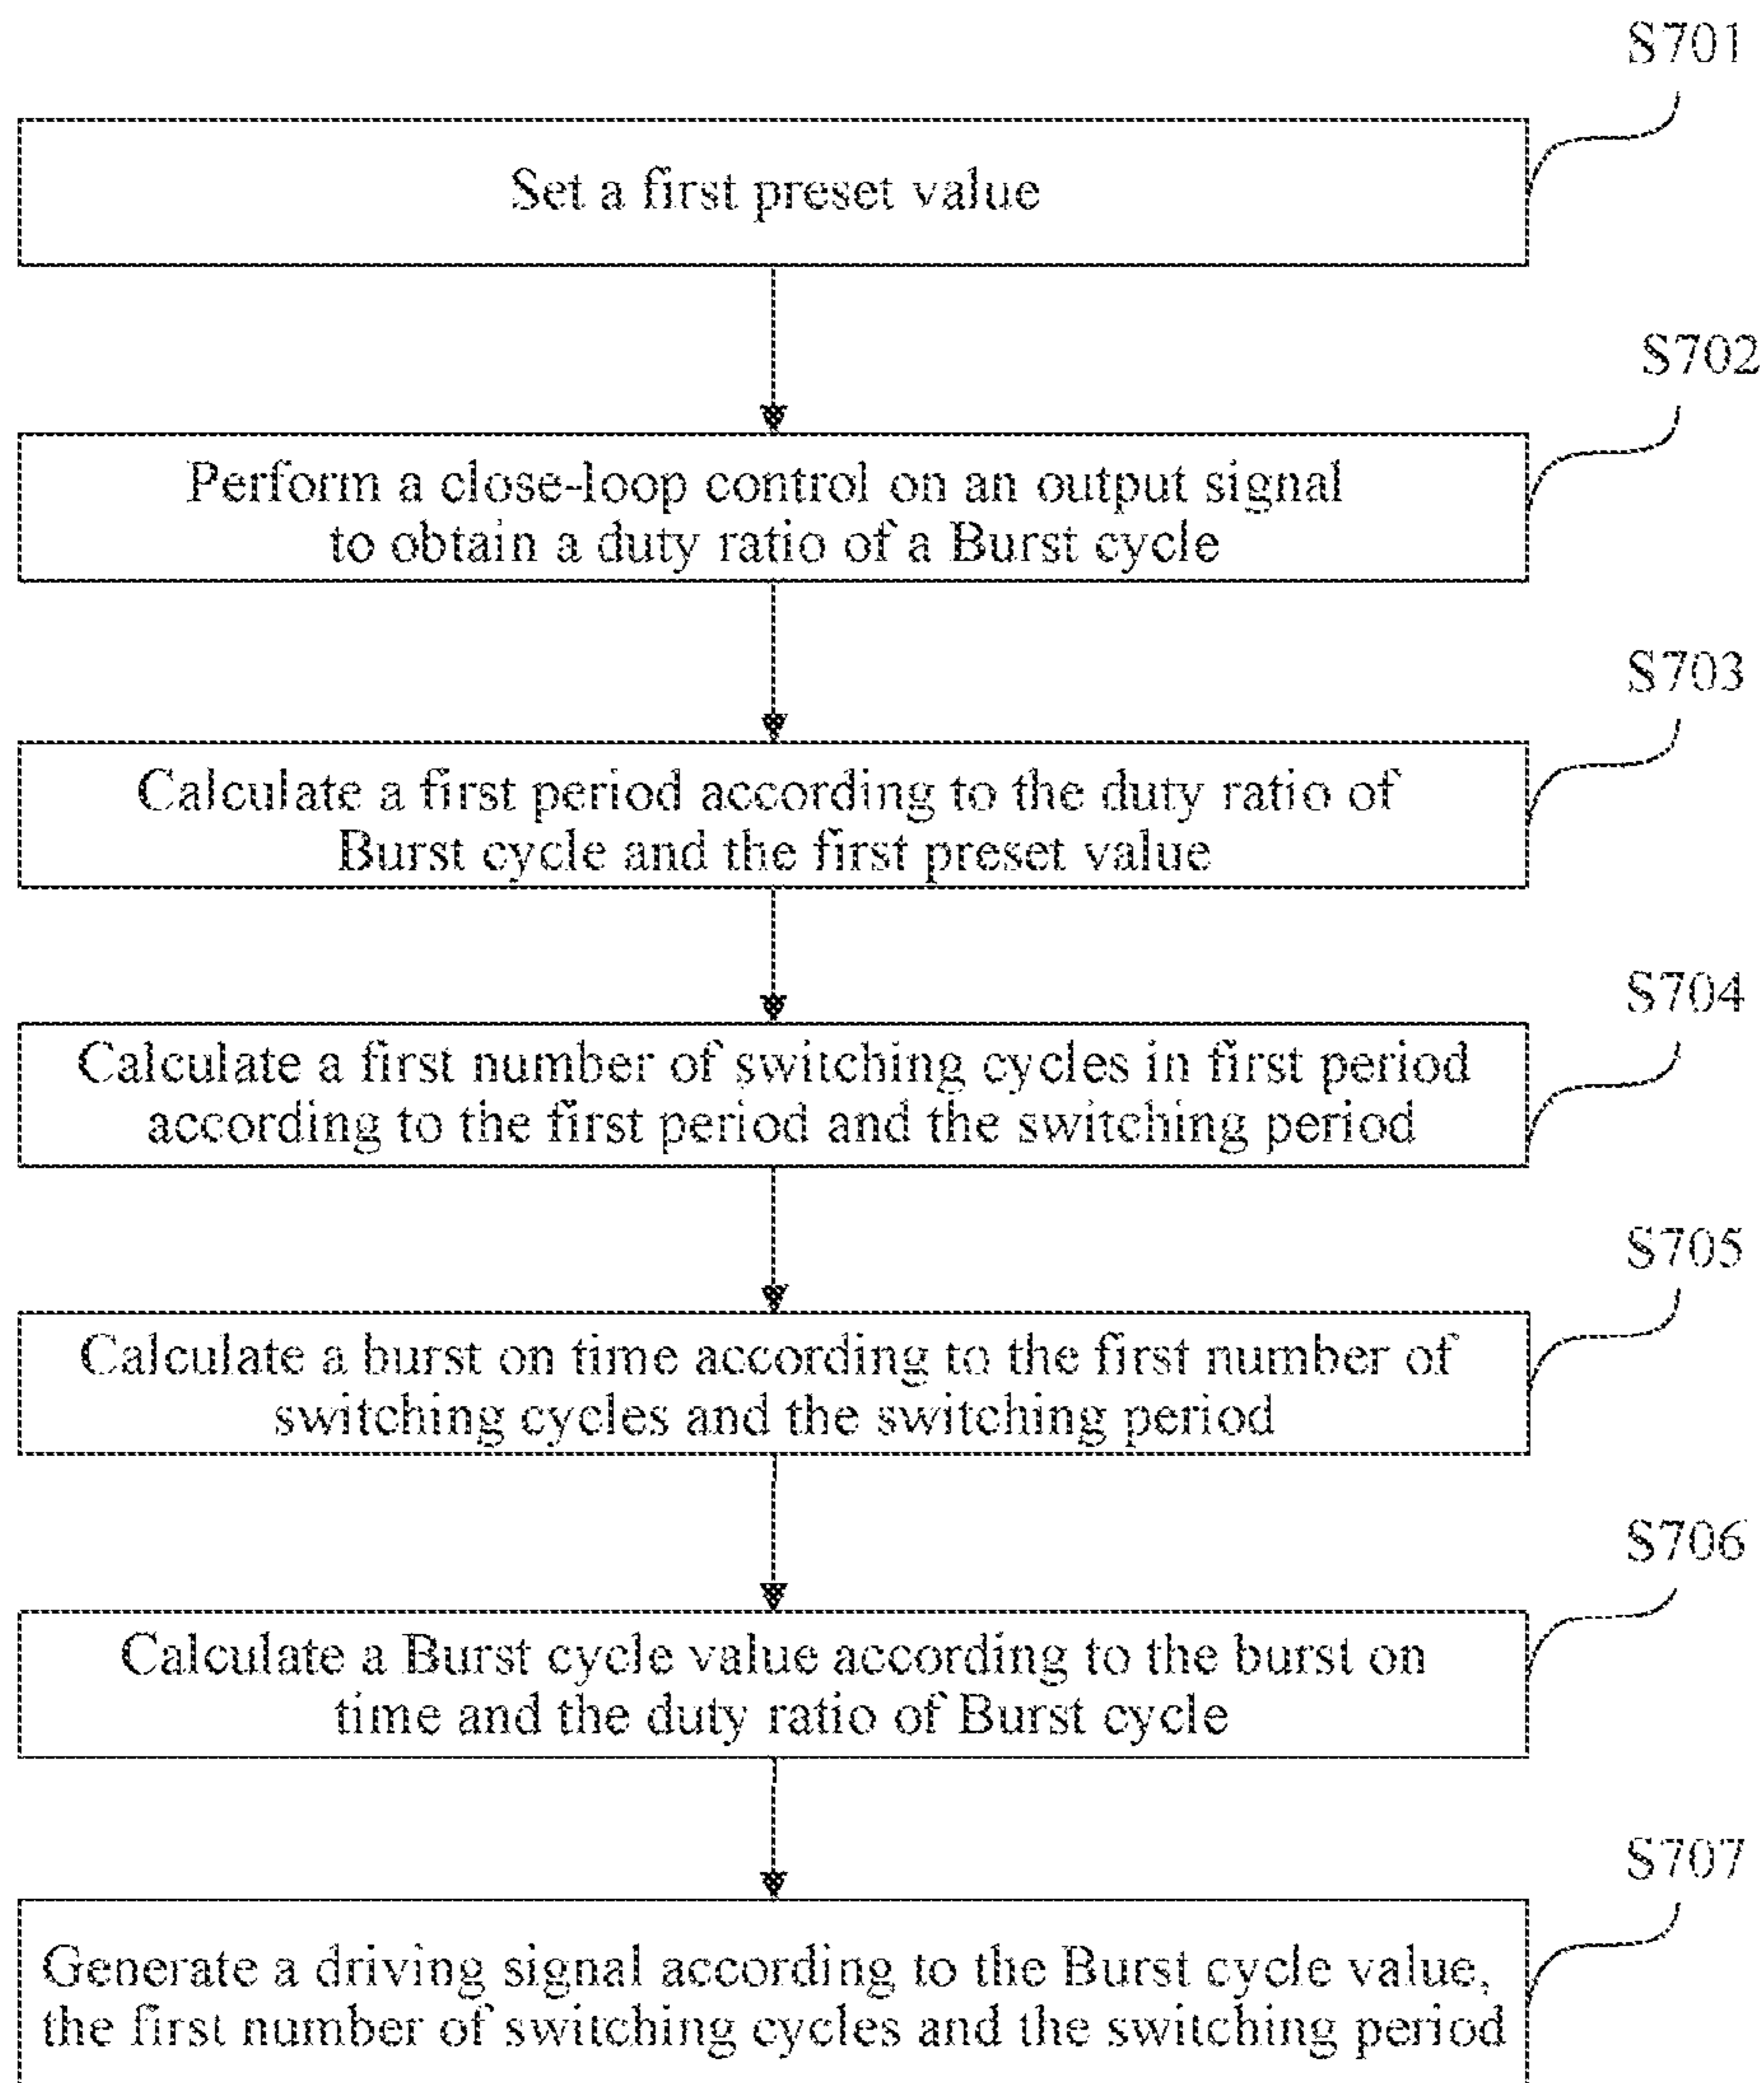 S701
Set a first preset value
S702
Perform a close-loop control on an output signal
to obtain a duty ratio of a Burst cycle
S703
Calculate a first period according to the duty ratio of
Burst cycle and the first preset value
S704
Calculate a first number of switching cycles in first period
according to the first period and the switching period
S705
Calculate a burst on time according to the first number of
switching cycles and the switching period
S706
Calculate a Burst cycle value according to the burst on
time and the duty ratio of Burst cycle
S707
Generate a driving signal according to the Burst cycle value,
the first number of switching cycles and the switching period